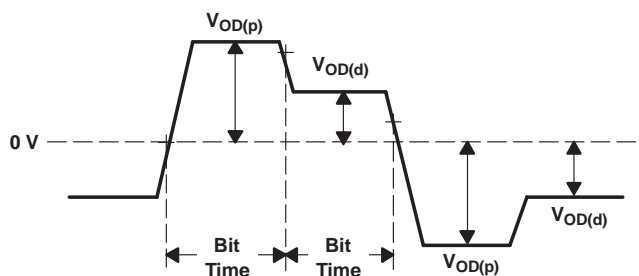 VOD(p)
VOD(d)
0 V
VOD(d)
Bit
Time
Bit
Time
VOD(p)